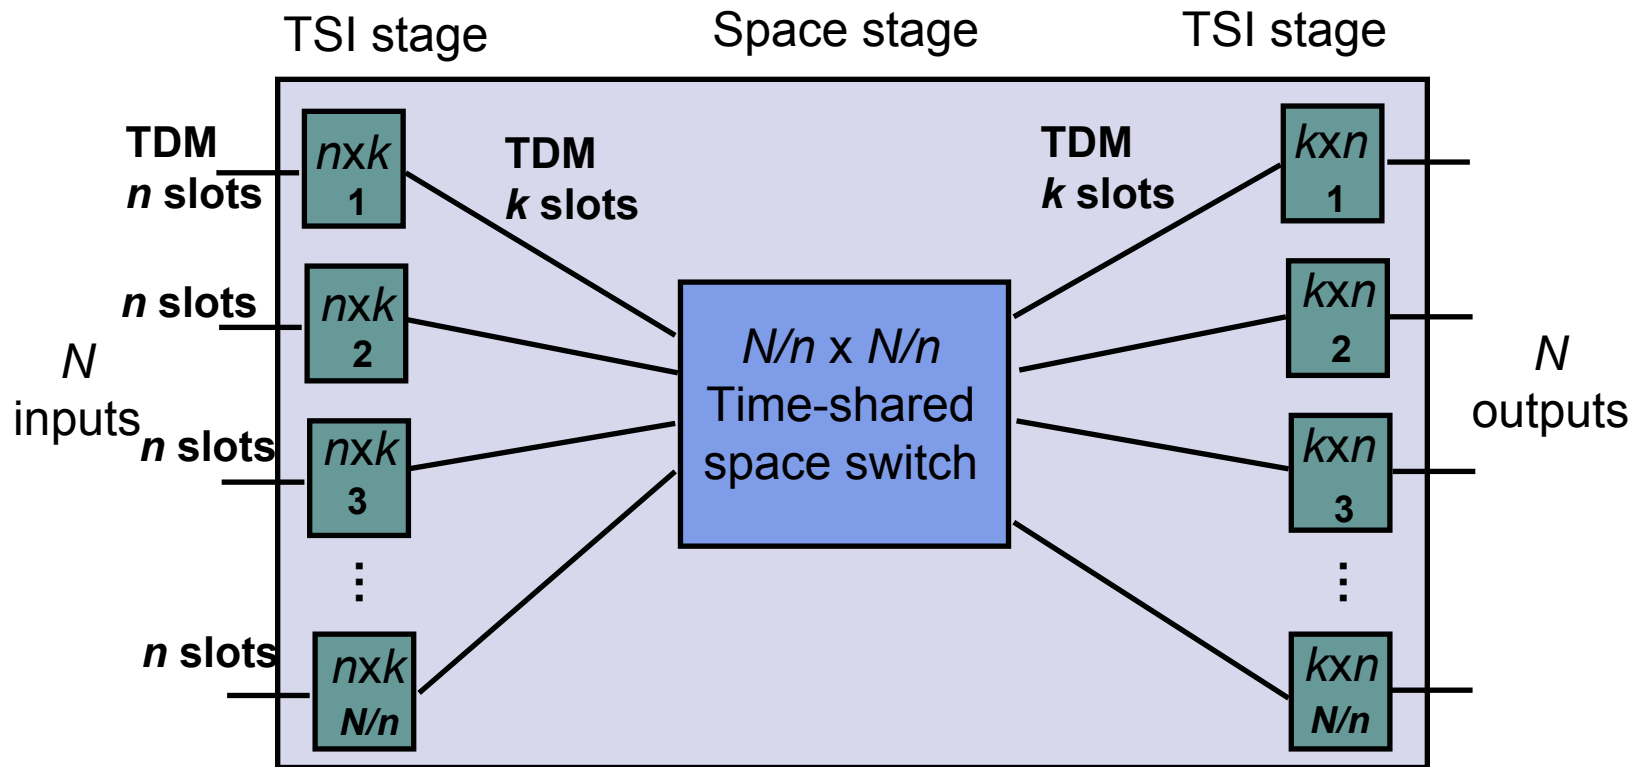 TSI stage
Space stage
TSI stage
TDM
n slots
nxk
1
TDM
k slots
TDM
k slots
kxn
1
n slots
nxk
2
kxn
2
N
inputs
N/n x N/n
Time-shared
space switch
N
outputs
n slots
nxk
3
kxn
3
...
...
n slots
nxk
N/n
kxn
N/n